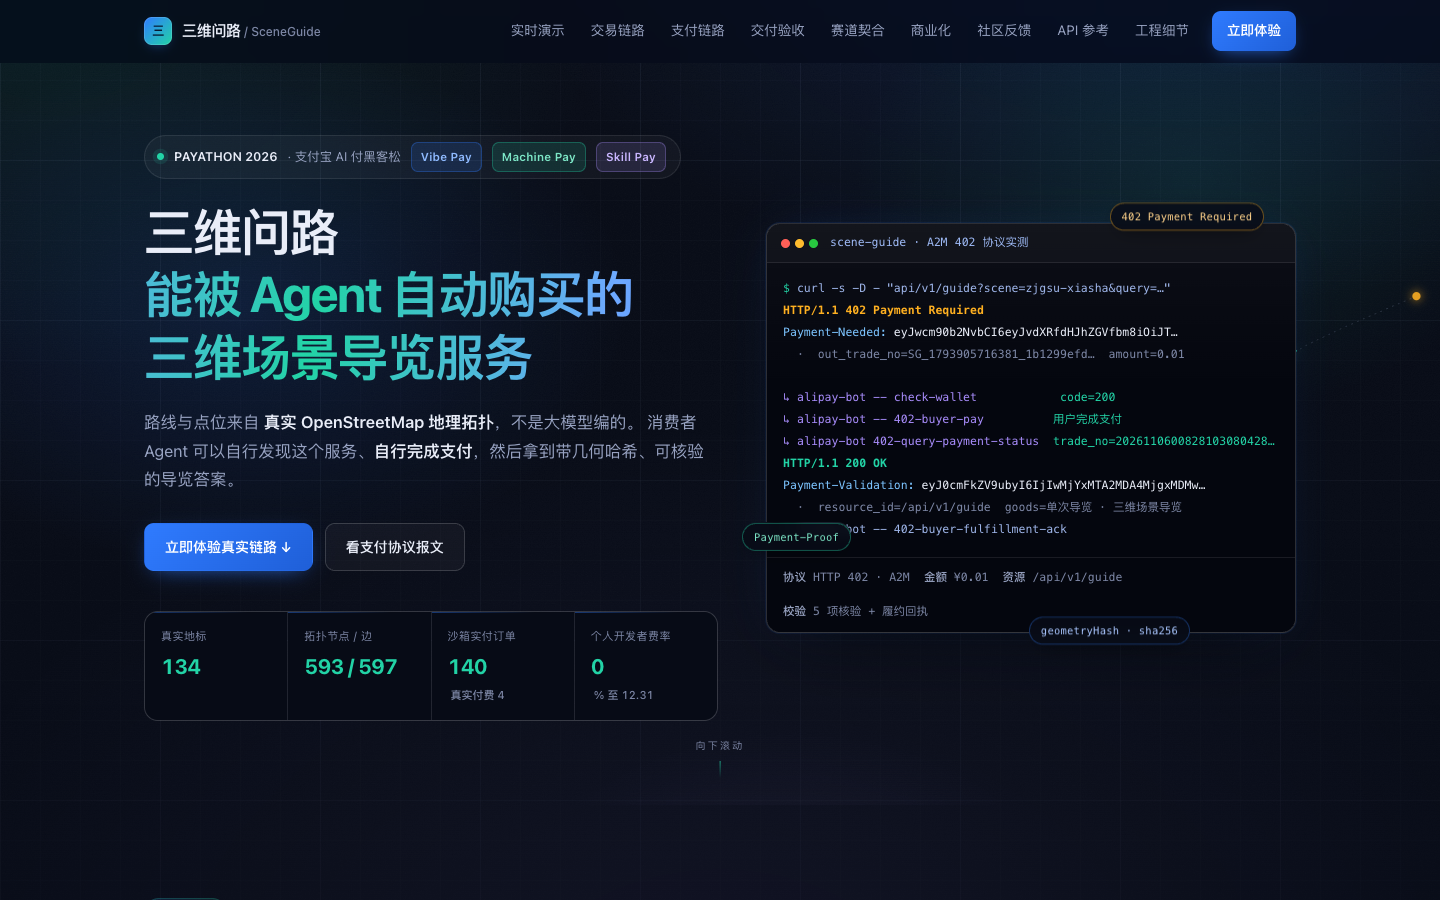 三 三维问路 / SceneGuide 实时演示 交易链路 支付链路 交付验收 赛道契合 商业化 社区反馈 API 参考 工程细节 立即体验
PAYATHON 2026 · 支付宝 AI 付黑客松 Vibe Pay Machine Pay Skill Pay
三维问路
能被 Agent 自动购买的
三维场景导览服务
路线与点位来自 真实 OpenStreetMap 地理拓扑，不是大模型编的。 消费者
Agent 可以自行发现这个服务、自行完成支付，然后拿到带几何哈希、可核验
的导览答案。
立即体验真实链路 ↓ 看支付协议报文
真实地标
134
拓扑节点 / 边
593 / 597
沙箱实付订单
140
真实付费 4
个人开发者费率
0
% 至 12.31
402 Payment Required
scene-guide · A2M 402 协议实测
$ curl -s -D - "api/v1/guide?scene=zjgsu-xiasha&query=…"
HTTP/1.1 402 Payment Required
Payment-Needed: eyJwcm90b2NvbCI6eyJvdXRfdHJhZGVfbm8iOiJT…
· out_trade_no=SG_1793905716381_1b1299efd… amount=0.01
↳ alipay-bot —— check-wallet code=200
↳ alipay-bot —— 402-buyer-pay 用户完成支付
↳ alipay-bot 402-query-payment-status trade_no=2026110600828103080428…
HTTP/1.1 200 OK
Payment-Validation: eyJ0cmFkZV9ubyI6IjIwMjYxMTA2MDA4MjgxMDMw…
· resource_id=/api/v1/guide goods=单次导览 · 三维场景导览
bot —— 402-buyer-fulfillment-ack
Payment-Proof
协议 HTTP 402 · A2M 金额 ¥0.01 资源 /api/v1/guide
校验 5 项核验 + 履约回执
geometryHash · sha256
向下滚动